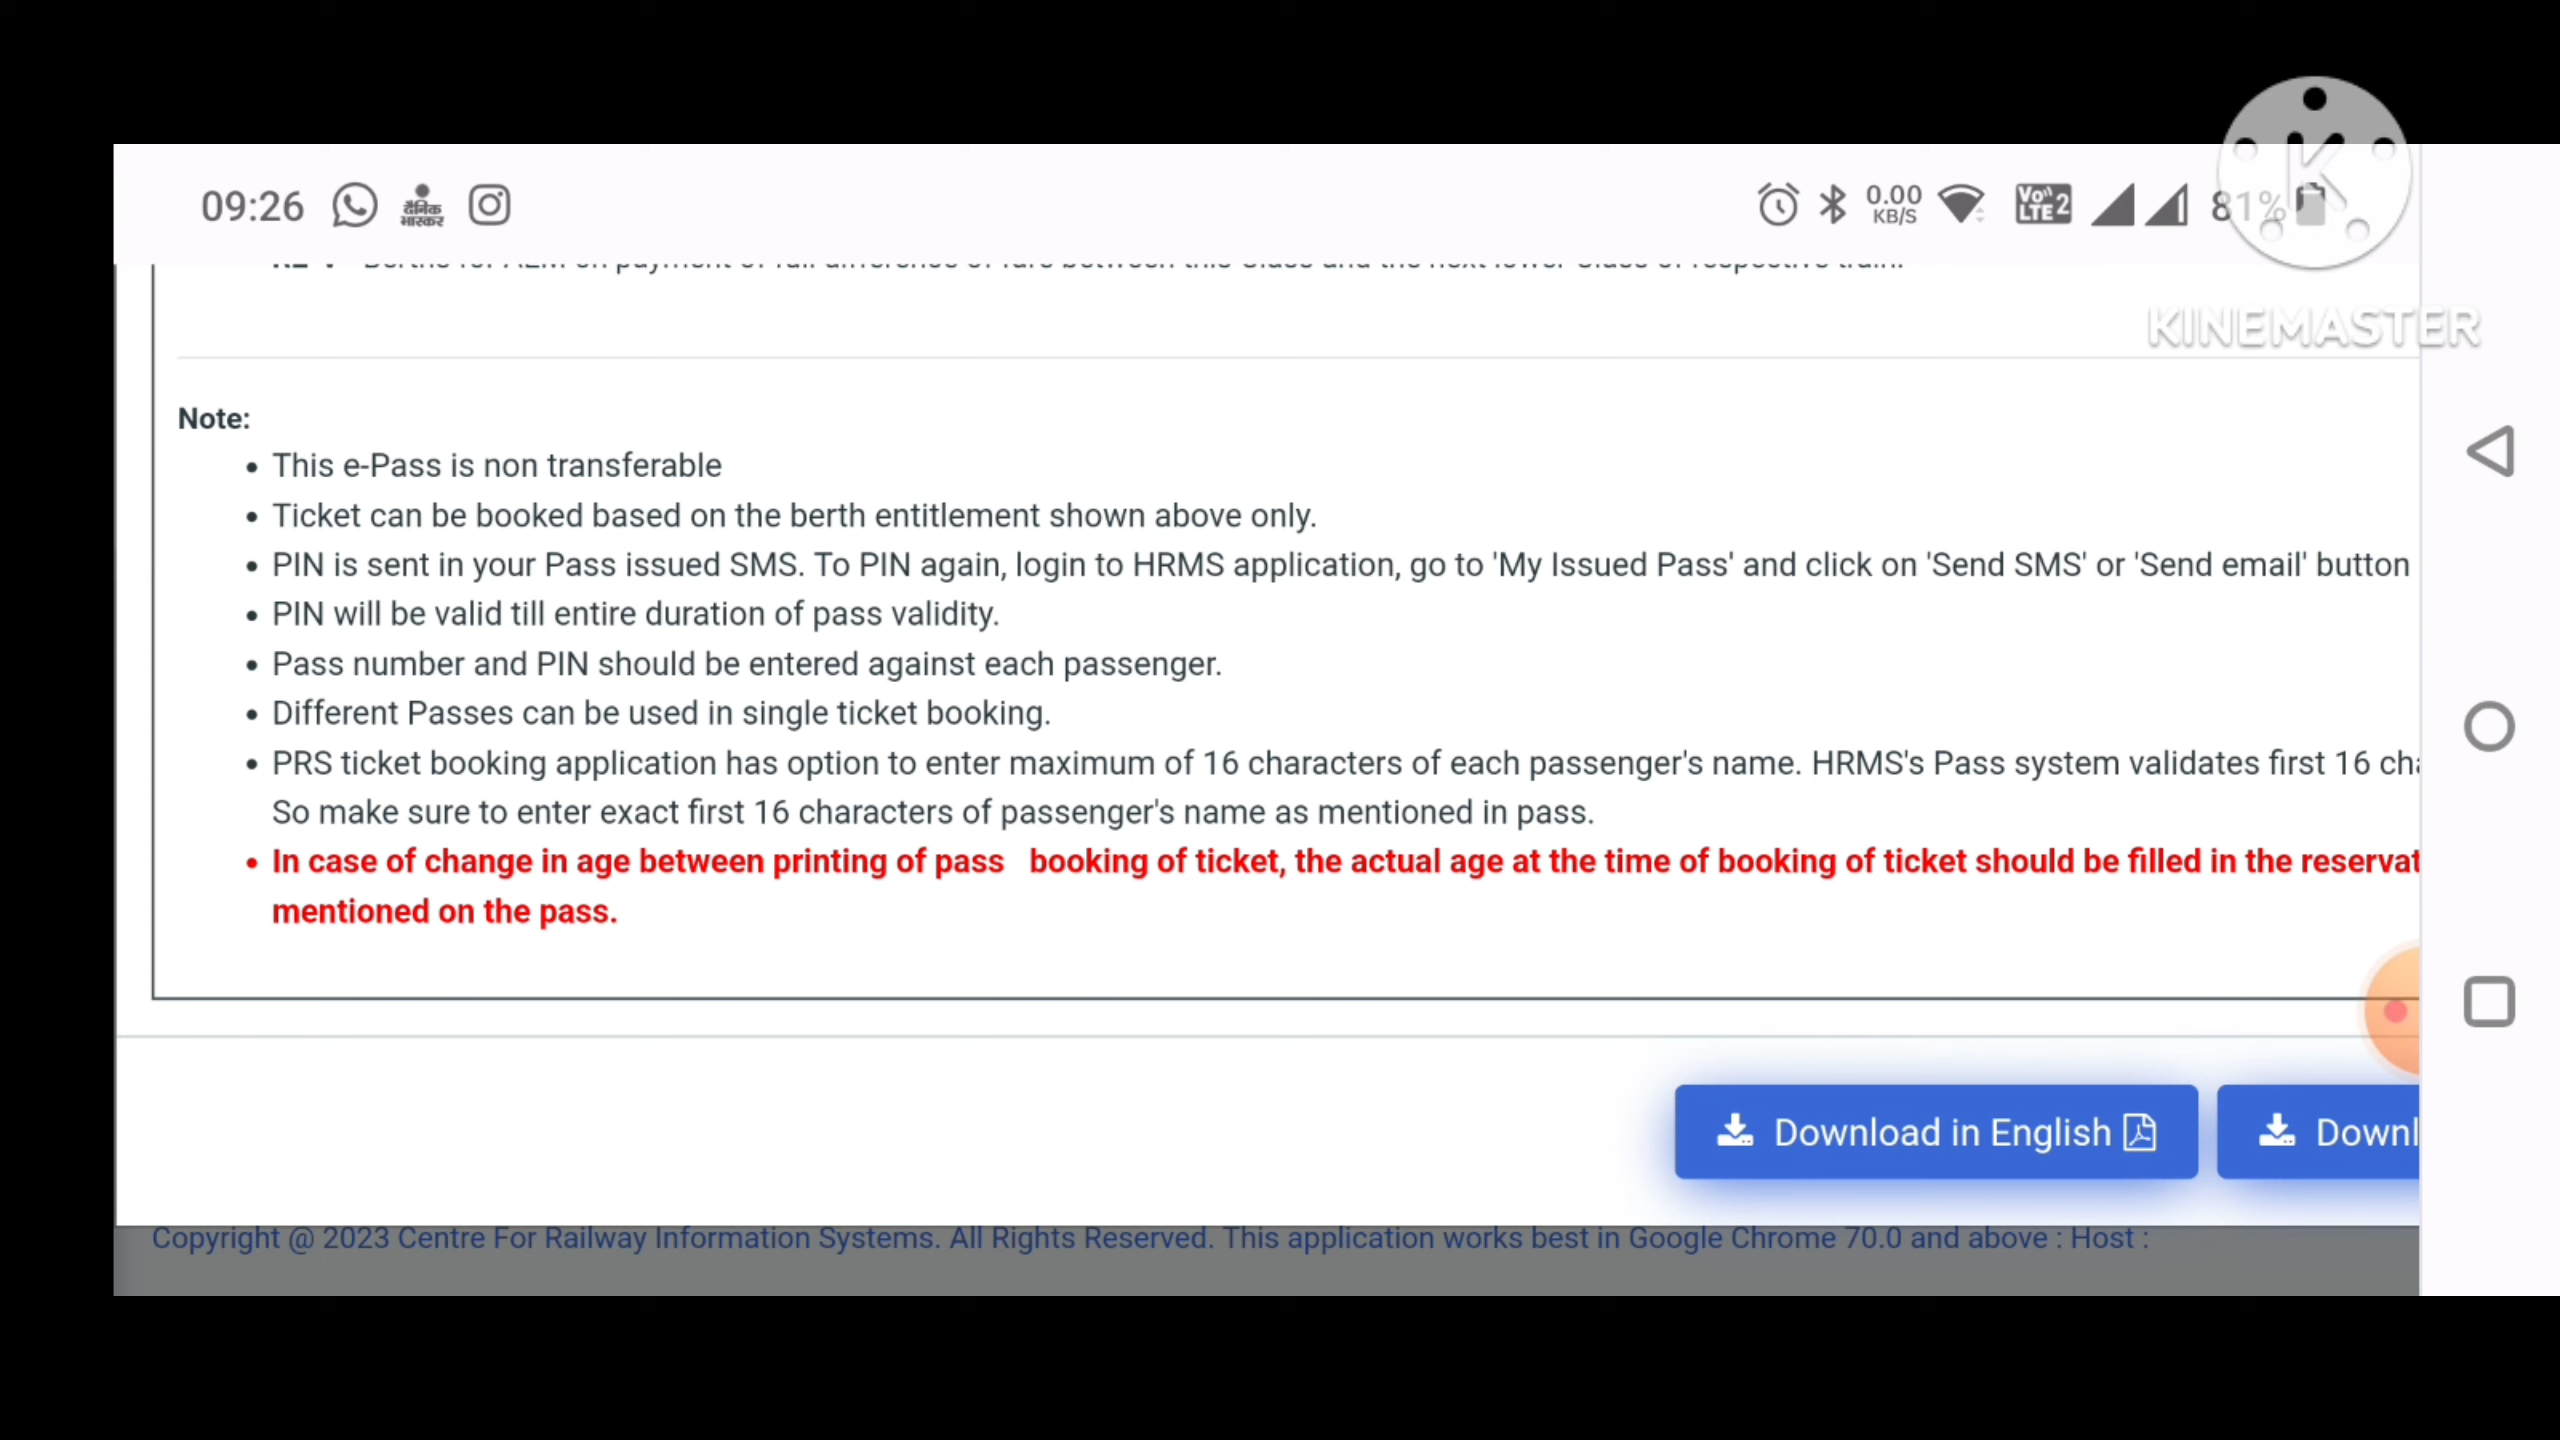 09:26 दैनिक भास्कर 0.00 KB/S Vo)) LTE 2 81%
KINEMASTER
Note:
• This e-Pass is non transferable
• Ticket can be booked based on the berth entitlement shown above only.
• PIN is sent in your Pass issued SMS. To PIN again, login to HRMS application, go to 'My Issued Pass' and click on 'Send SMS' or 'Send email' button
• PIN will be valid till entire duration of pass validity.
• Pass number and PIN should be entered against each passenger.
• Different Passes can be used in single ticket booking.
• PRS ticket booking application has option to enter maximum of 16 characters of each passenger's name. HRMS's Pass system validates first 16 cha
So make sure to enter exact first 16 characters of passenger's name as mentioned in pass.
• In case of change in age between printing of pass booking of ticket, the actual age at the time of booking of ticket should be filled in the reservat
mentioned on the pass.
Download in English Downl
Copyright @ 2023 Centre For Railway Information Systems. All Rights Reserved. This application works best in Google Chrome 70.0 and above : Host :